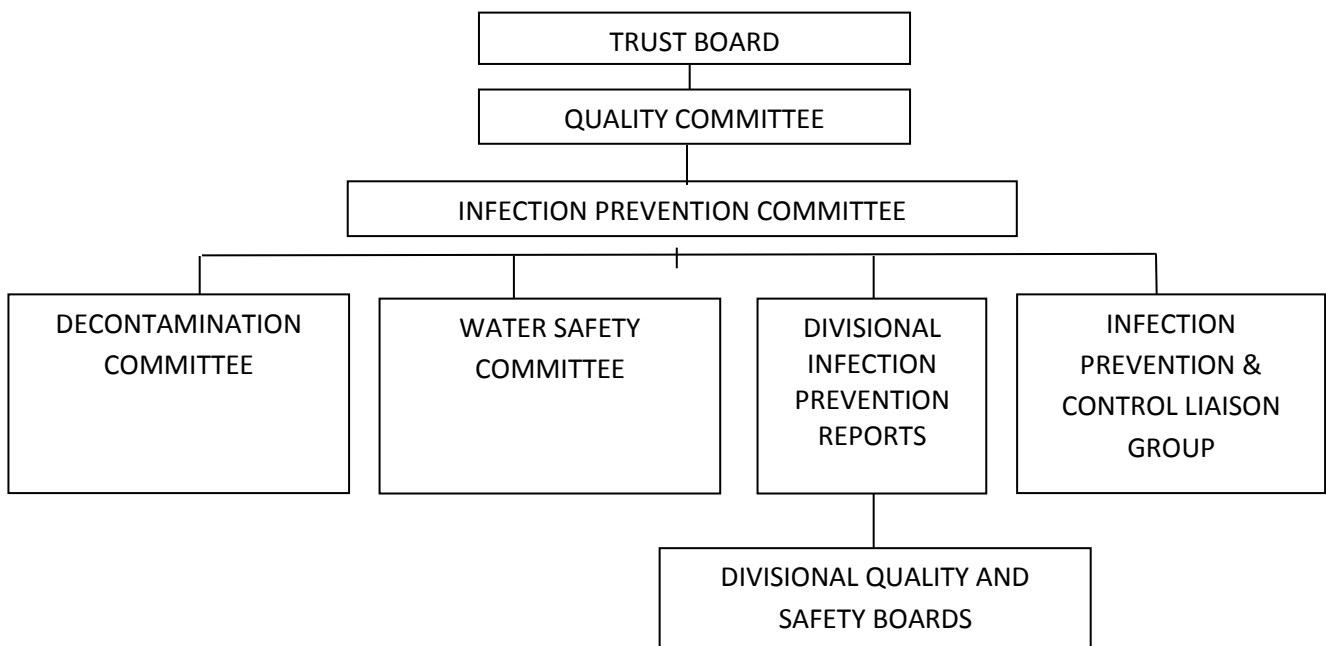 TRUST BOARD
QUALITY COMMITTEE
INFECTION PREVENTION COMMITTEE
DECONTAMINATION
COMMITTEE
WATER SAFETY
COMMITTEE
DIVISIONAL
INFECTION
PREVENTION
REPORTS
INFECTION
PREVENTION &
CONTROL LIAISON
GROUP
DIVISIONAL QUALITY AND
SAFETY BOARDS